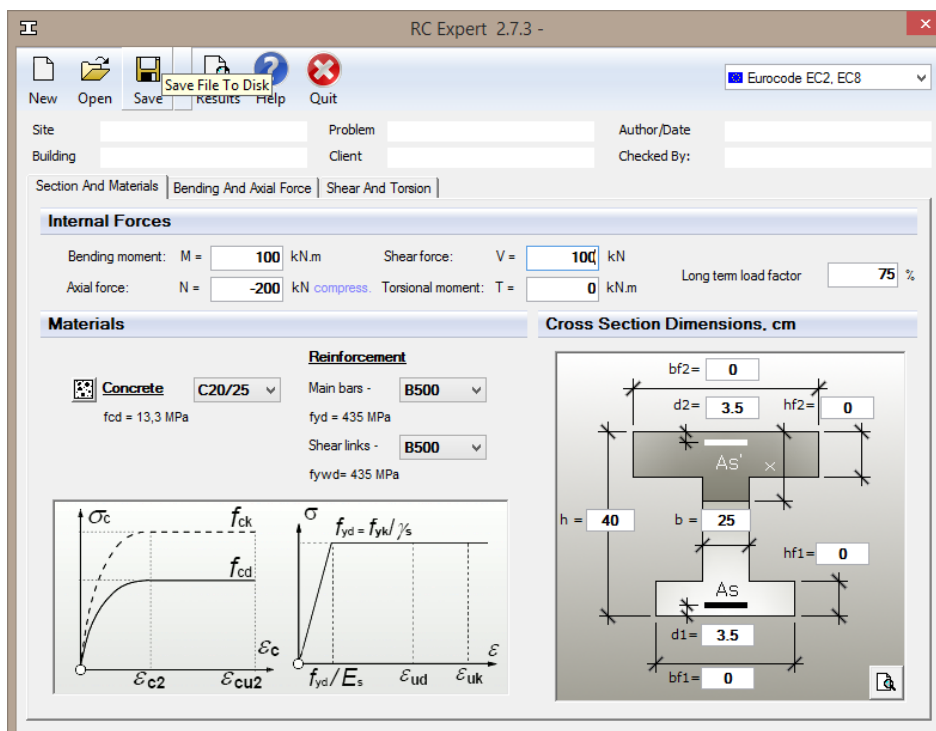 RC Expert 2.7.3 -
New Open Save Results Help Quit
Save File To Disk
Eurocode EC2, EC8
Site Problem Author/Date
Building Client Checked By:
Section And Materials Bending And Axial Force Shear And Torsion
Internal Forces
Bending moment: M = 100 kN.m Shear force: V = 100 kN
Long term load factor 75 %
Axial force: N = -200 kN compress. Torsional moment: T = 0 kN.m
Materials
Cross Section Dimensions, cm
Reinforcement
Concrete C20/25 Main bars - B500
fcd = 13,3 MPa fyd = 435 MPa
Shear links - B500
fywd= 435 MPa
σc fck fcd εc εc2 εcu2
σ fyd = fyk/γs ε fyd/Es εud εuk
bf2= 0
d2= 3.5 hf2= 0
As' x
h = 40 b = 25
hf1= 0
As
d1= 3.5
bf1= 0